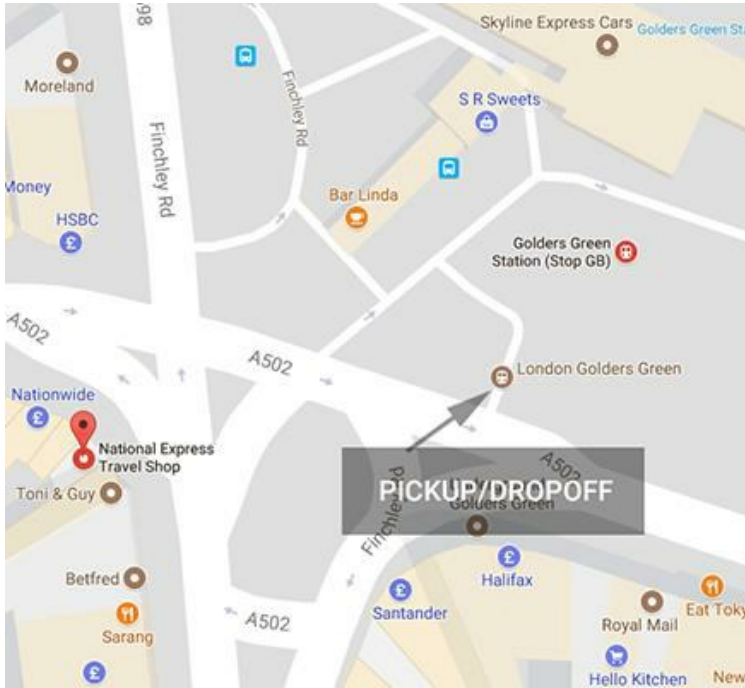 98
Skyline Express Cars
Golders Green Sta
Moreland
Finchley Rd
S R Sweets
Finchley Rd
Money
Bar Linda
HSBC
Golders Green
Station (Stop GB)
A502
A502
London Golders Green
Nationwide
National Express
Travel Shop
A502
PICKUP/DROPOFF
Toni & Guy
Golders Green
Finchley Rd
Betfred
Halifax
A502
Santander
Sarang
Royal Mail
Eat Toky
Hello Kitchen
New